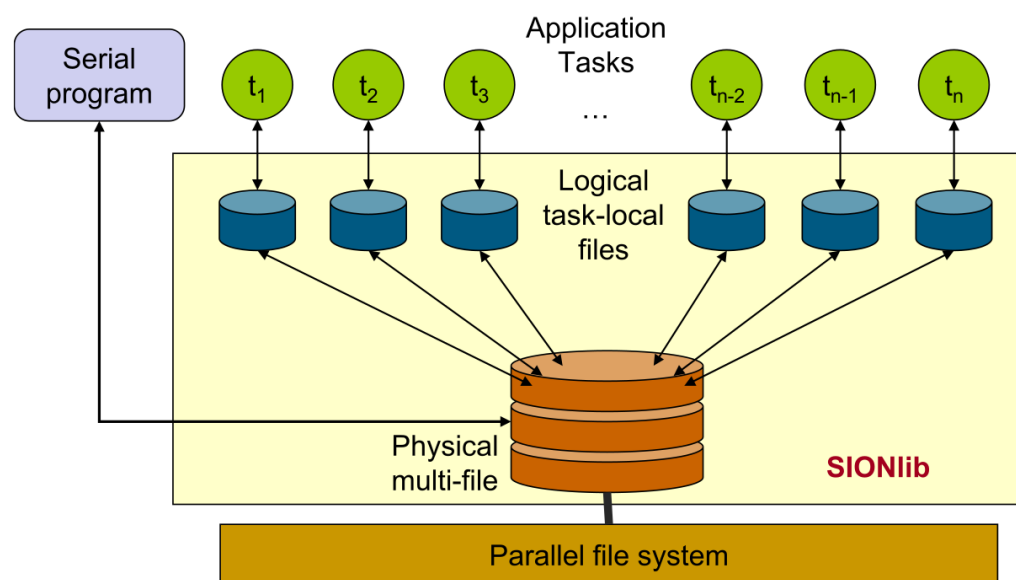 Serial
program
Application
Tasks
t1
t2
t3
...
tn-2
tn-1
tn
Logical
task-local
files
Physical
multi-file
SIONlib
Parallel file system